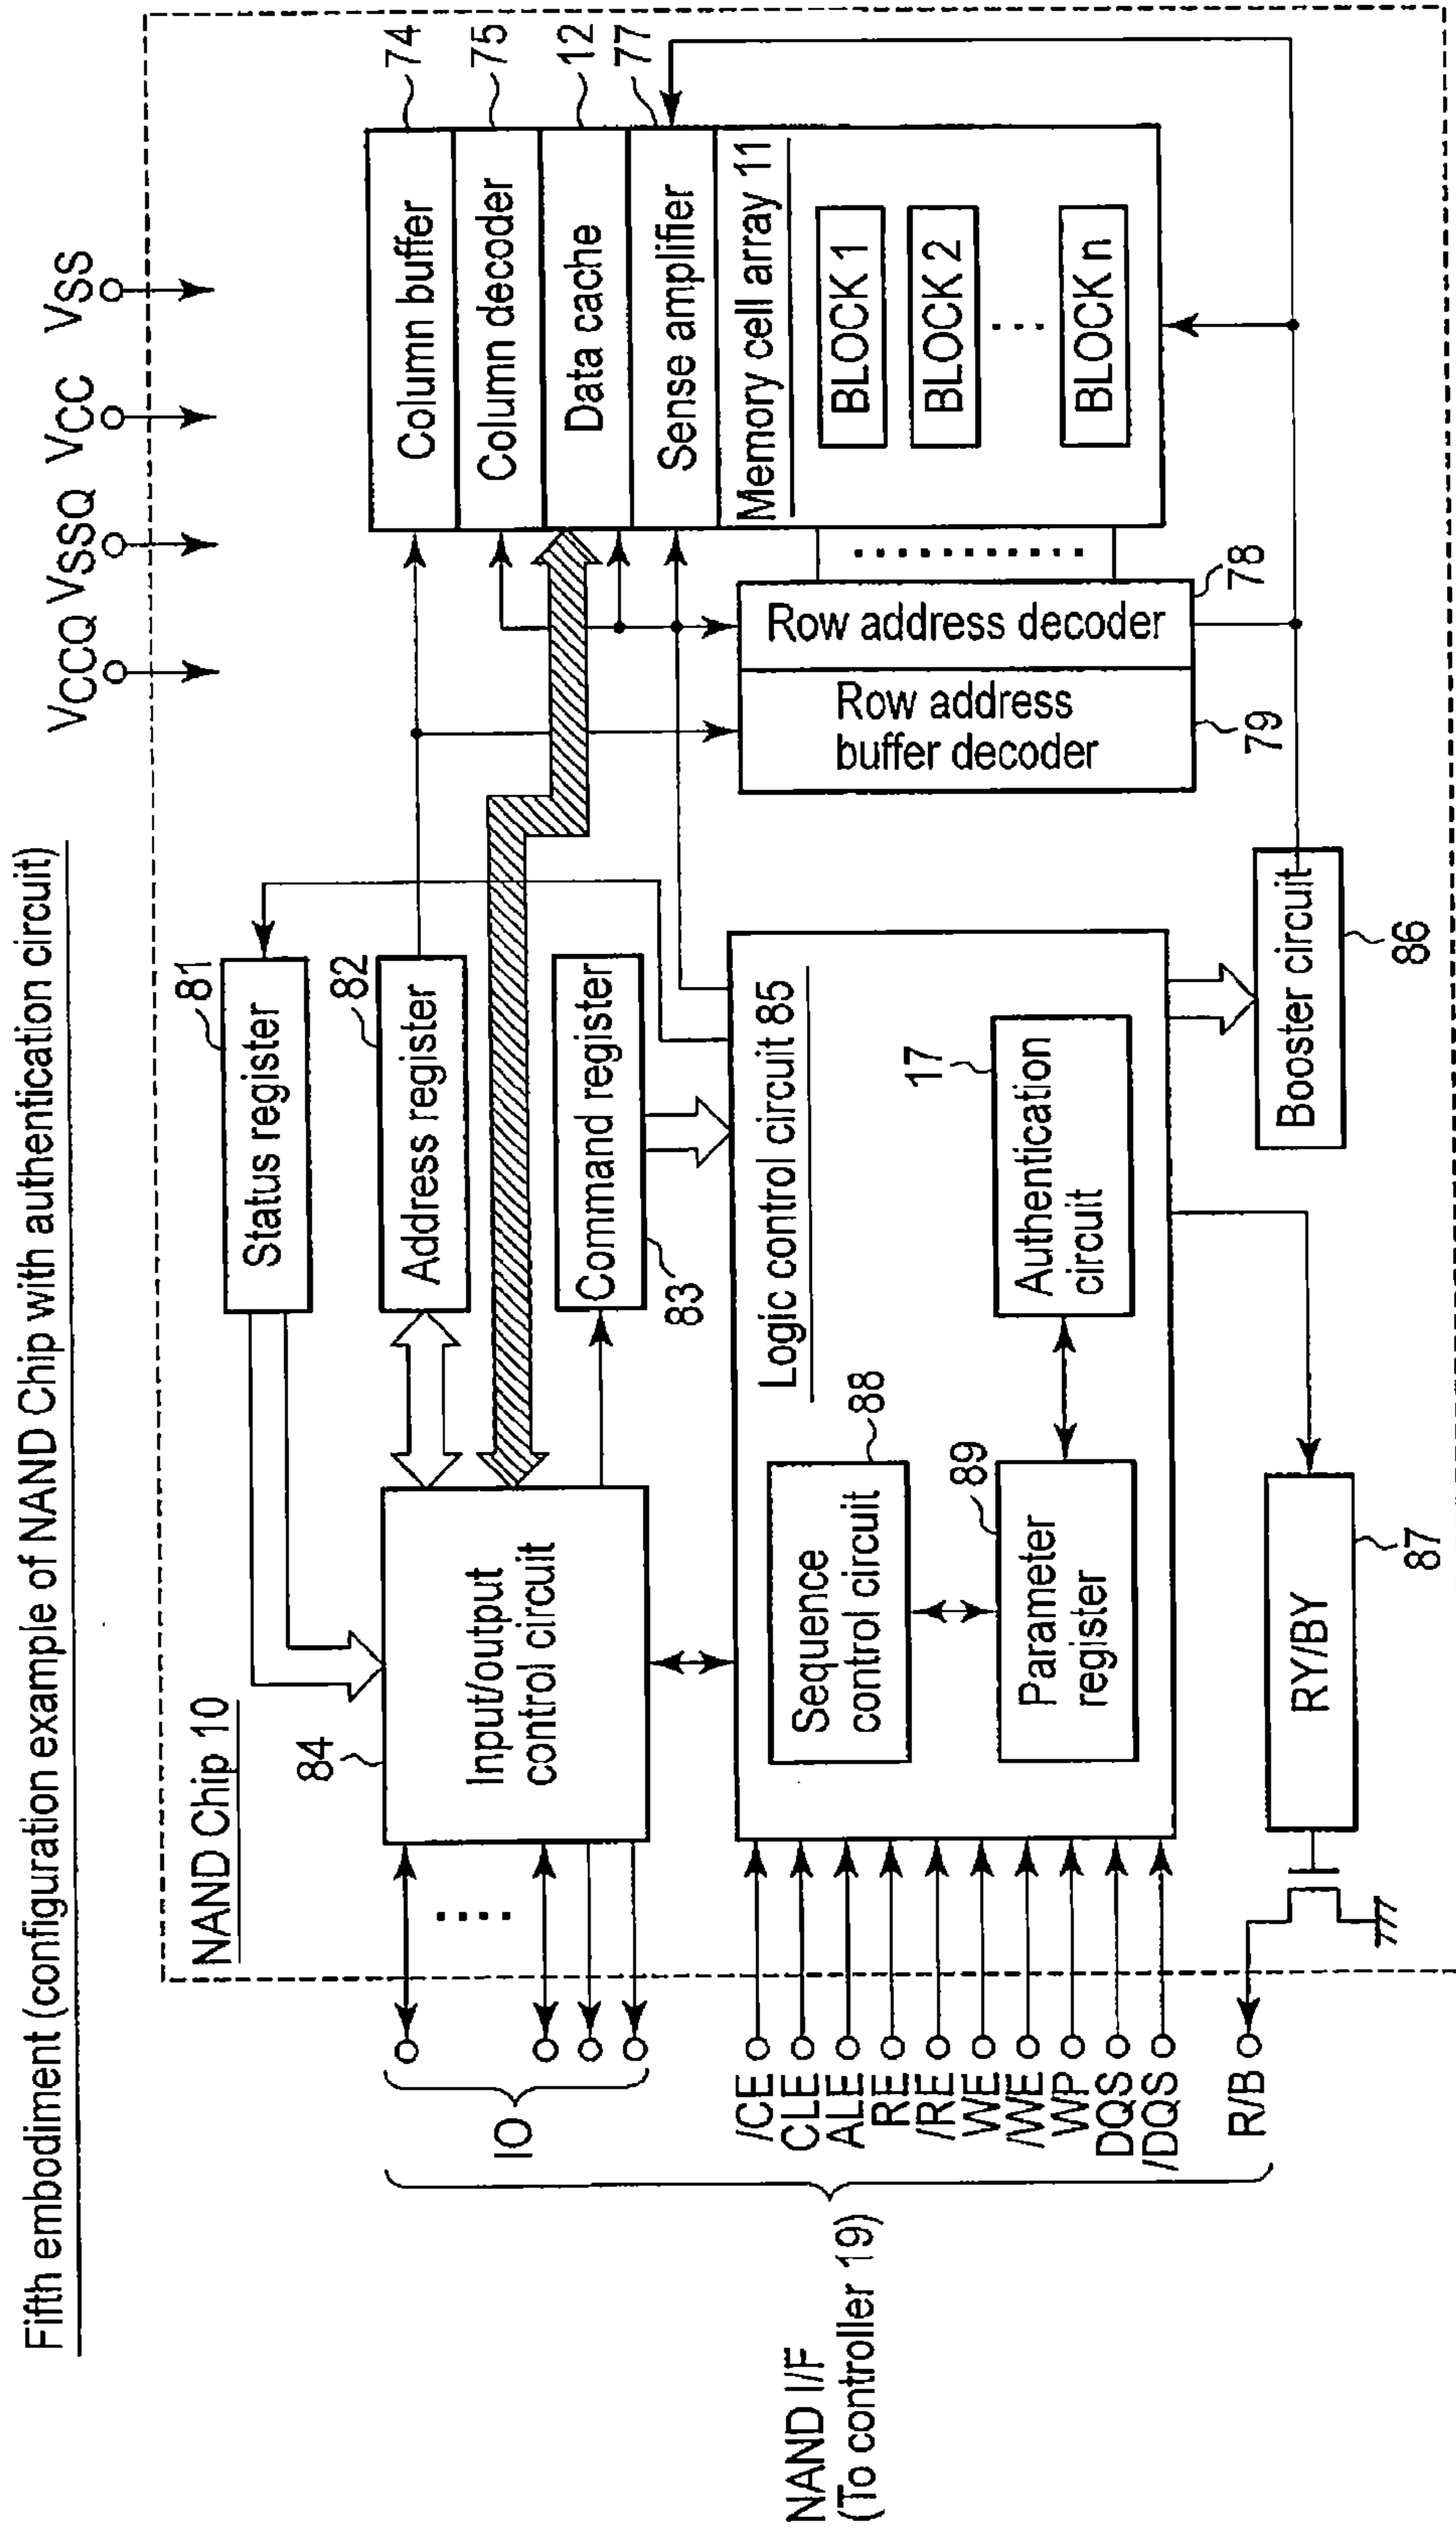 Fifth embodiment (configuration example of NAND Chip with authentication circuit)
VCCQ VSSQ VCC VSS
NAND Chip 10
81
Status register
82
Address register
Command register
83
84
Input/output
control circuit
IO
Column buffer
74
Column decoder
75
Data cache
12
Sense amplifier
77
Memory cell array 11
BLOCK 1
BLOCK 2
BLOCK n
Row address decoder
78
Row address
buffer decoder
79
Logic control circuit 85
Sequence
control circuit
88
Parameter
register
89
Authentication
circuit
17
Booster circuit
86
RY/BY
87
/CE
CLE
ALE
RE
/RE
WE
/WE
WP
DQS
/DQS
R/B
NAND I/F
(To controller 19)